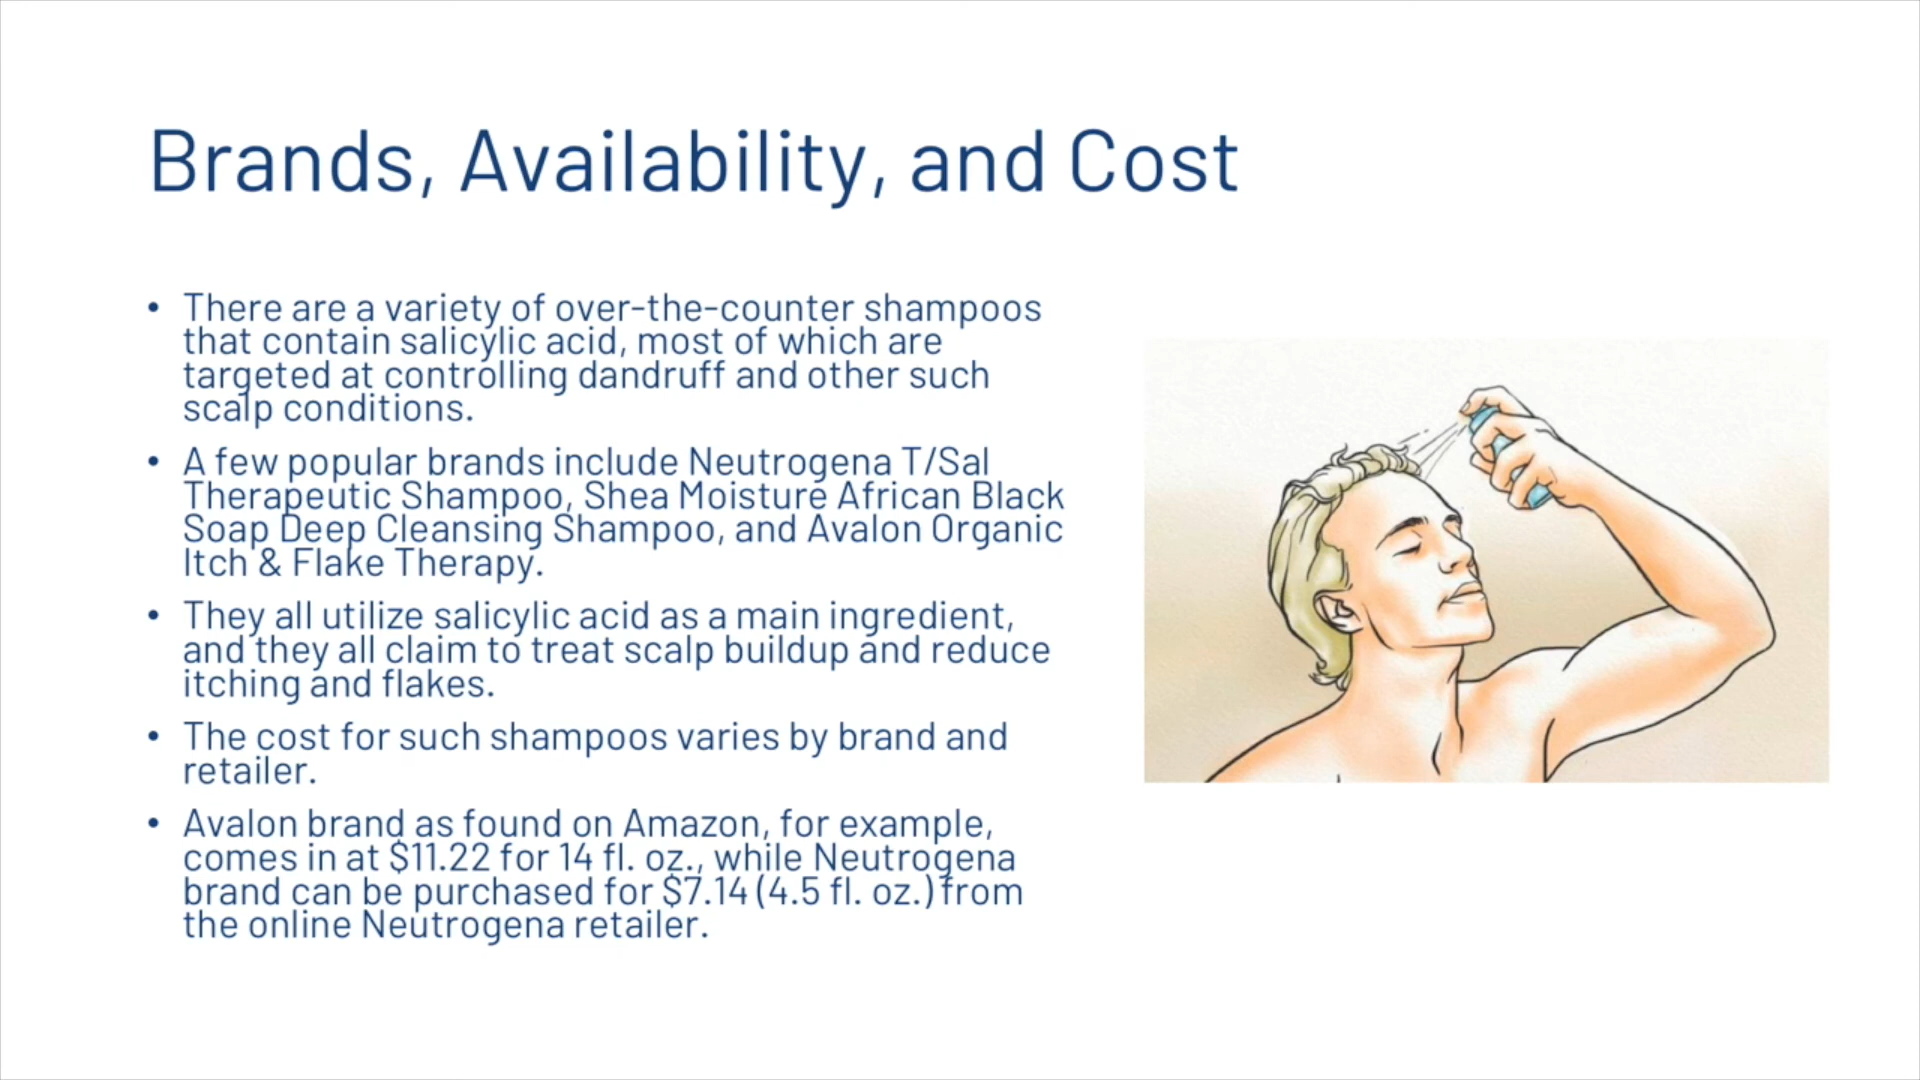 Brands, Availability, and Cost
• There are a variety of over-the-counter shampoos
that contain salicylic acid, most of which are
targeted at controlling dandruff and other such
scalp conditions.
• A few popular brands include Neutrogena T/Sal
Therapeutic Shampoo, Shea Moisture African Black
Soap Deep Cleansing Shampoo, and Avalon Organic
Itch & Flake Therapy.
• They all utilize salicylic acid as a main ingredient,
and they all claim to treat scalp buildup and reduce
itching and flakes.
• The cost for such shampoos varies by brand and
retailer.
• Avalon brand as found on Amazon, for example,
comes in at $11.22 for 14 fl. oz., while Neutrogena
brand can be purchased for $7.14 (4.5 fl. oz.) from
the online Neutrogena retailer.